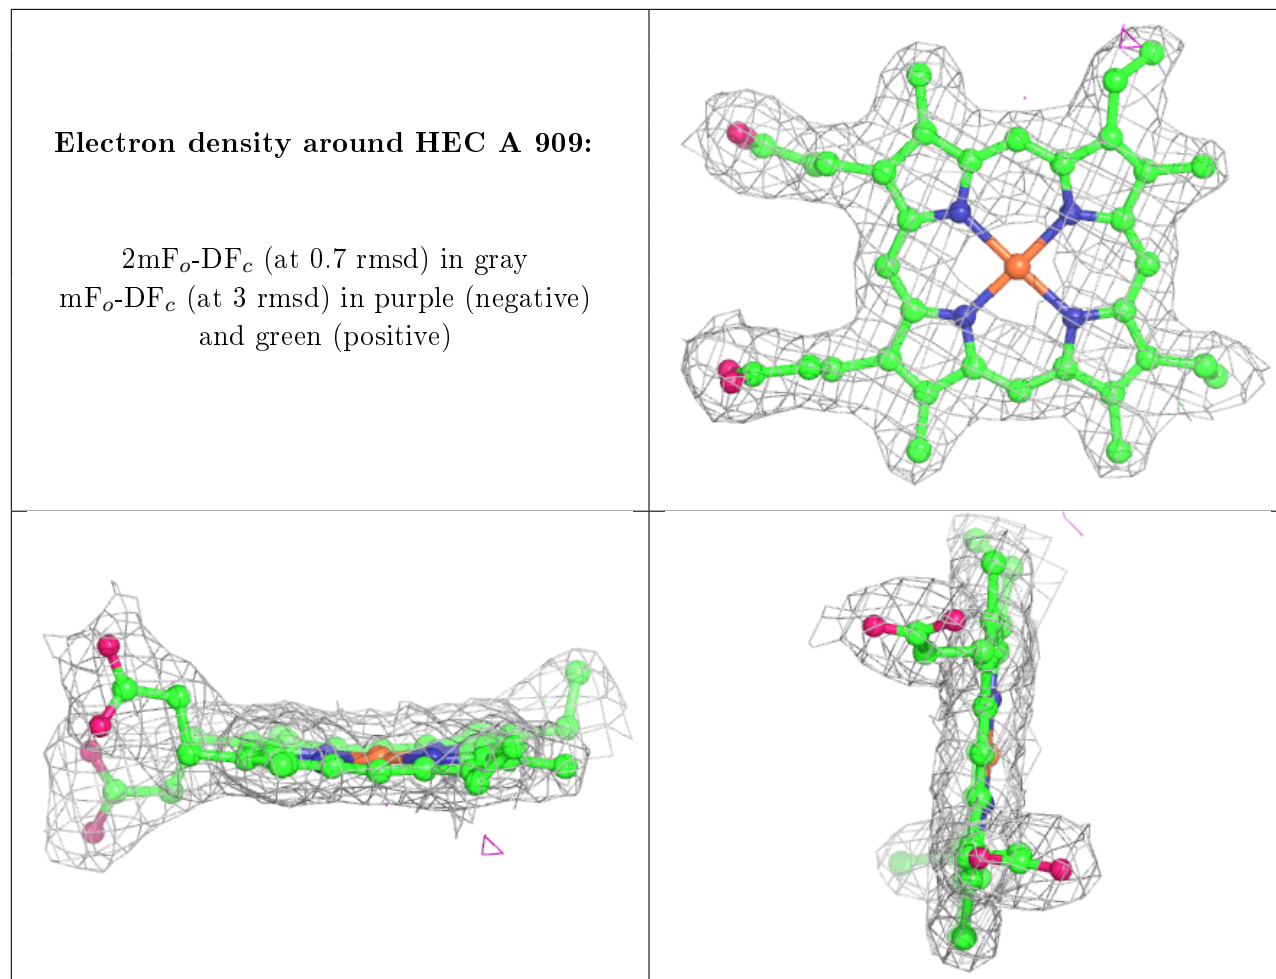 Electron density around HEC A 909:
2mFₒ-DF𝒸 (at 0.7 rmsd) in gray
mFₒ-DF𝒸 (at 3 rmsd) in purple (negative)
and green (positive)